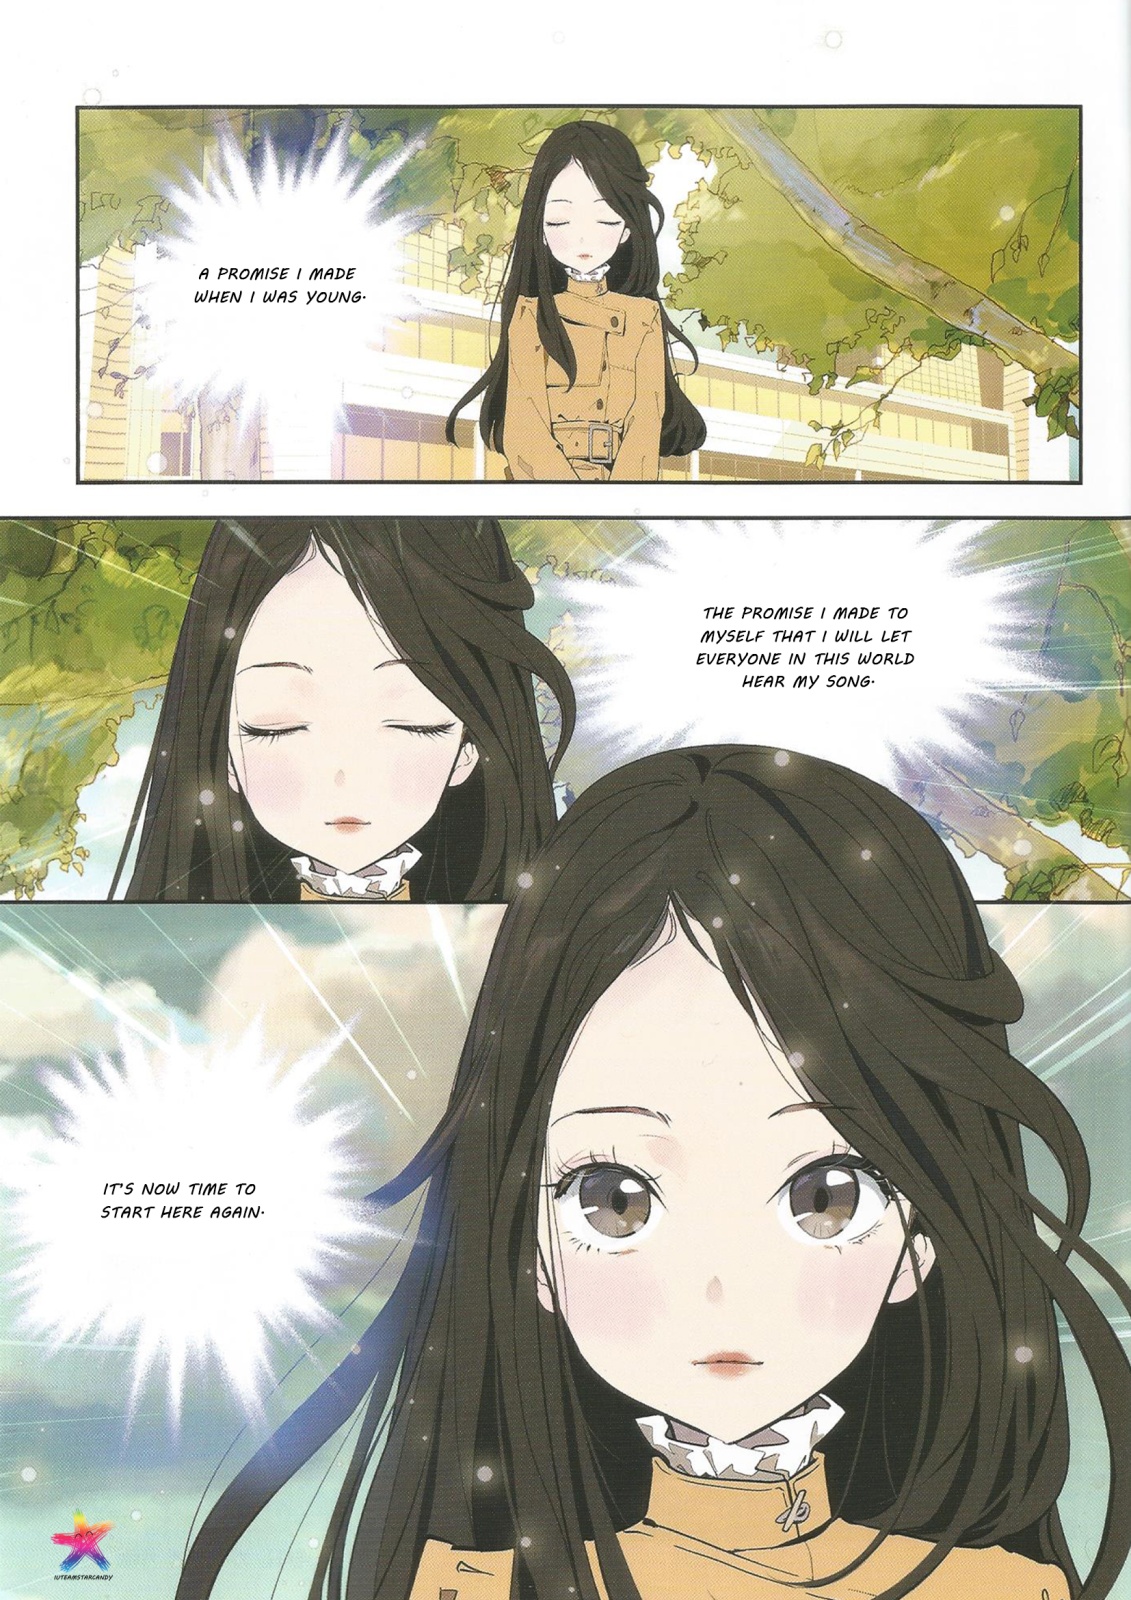 A PROMISE I MADE
WHEN I WAS YOUNG.
THE PROMISE I MADE TO
MYSELF THAT I WILL LET
EVERYONE IN THIS WORLD
HEAR MY SONG.
IT'S NOW TIME TO
START HERE AGAIN.
IUTEAMSTARCANDY